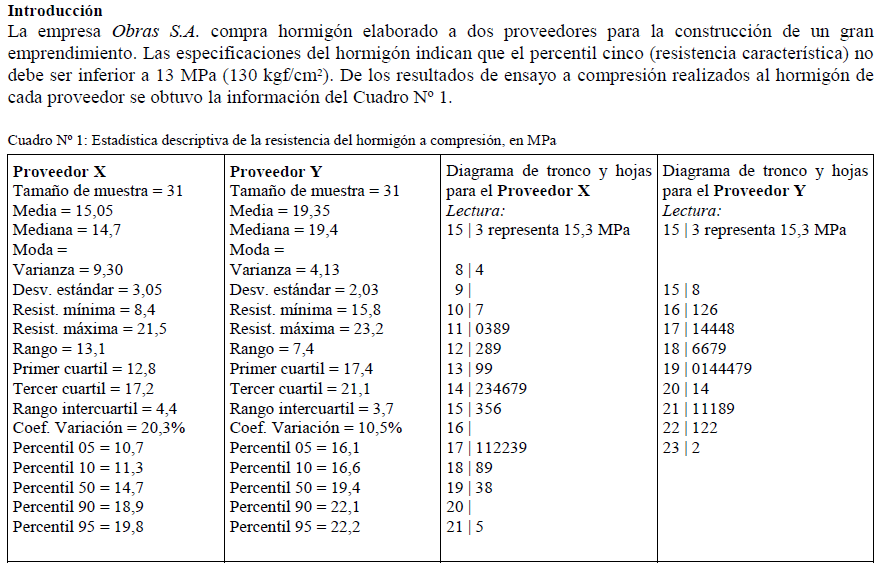 Introducción
La empresa Obras S.A. compra hormigón elaborado a dos proveedores para la construcción de un gran
emprendimiento. Las especificaciones del hormigón indican que el percentil cinco (resistencia característica) no
debe ser inferior a 13 MPa (130 kgf/cm²). De los resultados de ensayo a compresión realizados al hormigón de
cada proveedor se obtuvo la información del Cuadro Nº 1.
Cuadro Nº 1: Estadística descriptiva de la resistencia del hormigón a compresión, en MPa
Proveedor X
Tamaño de muestra = 31
Media = 15,05
Mediana = 14,7
Moda =
Varianza = 9,30
Desv. estándar = 3,05
Resist. mínima = 8,4
Resist. máxima = 21,5
Rango = 13,1
Primer cuartil = 12,8
Tercer cuartil = 17,2
Rango intercuartil = 4,4
Coef. Variación = 20,3%
Percentil 05 = 10,7
Percentil 10 = 11,3
Percentil 50 = 14,7
Percentil 90 = 18,9
Percentil 95 = 19,8
Proveedor Y
Tamaño de muestra = 31
Media = 19,35
Mediana = 19,4
Moda =
Varianza = 4,13
Desv. estándar = 2,03
Resist. mínima = 15,8
Resist. máxima = 23,2
Rango = 7,4
Primer cuartil = 17,4
Tercer cuartil = 21,1
Rango intercuartil = 3,7
Coef. Variación = 10,5%
Percentil 05 = 16,1
Percentil 10 = 16,6
Percentil 50 = 19,4
Percentil 90 = 22,1
Percentil 95 = 22,2
Diagrama de tronco y hojas
para el Proveedor X
Lectura:
15 | 3 representa 15,3 MPa
8 | 4
9 |
10 | 7
11 | 0389
12 | 289
13 | 99
14 | 234679
15 | 356
16 |
17 | 112239
18 | 89
19 | 38
20 |
21 | 5
Diagrama de tronco y hojas
para el Proveedor Y
Lectura:
15 | 3 representa 15,3 MPa
15 | 8
16 | 126
17 | 14448
18 | 6679
19 | 0144479
20 | 14
21 | 11189
22 | 122
23 | 2